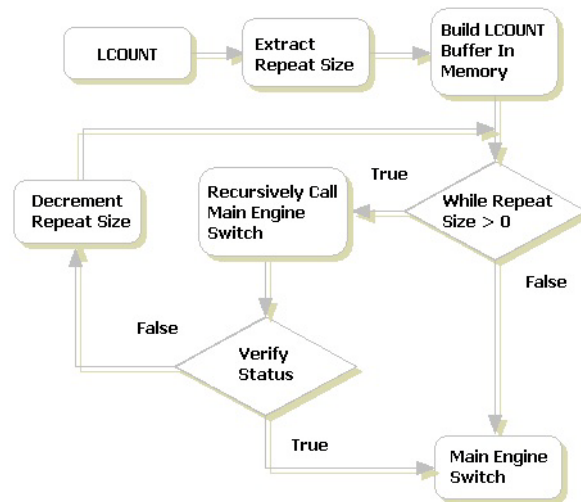 LCOUNT
Extract
Repeat Size
Build LCOUNT
Buffer In
Memory
While Repeat
Size > 0
True
Recursively Call
Main Engine
Switch
Decrement
Repeat Size
False
False
Verify
Status
True
Main Engine
Switch